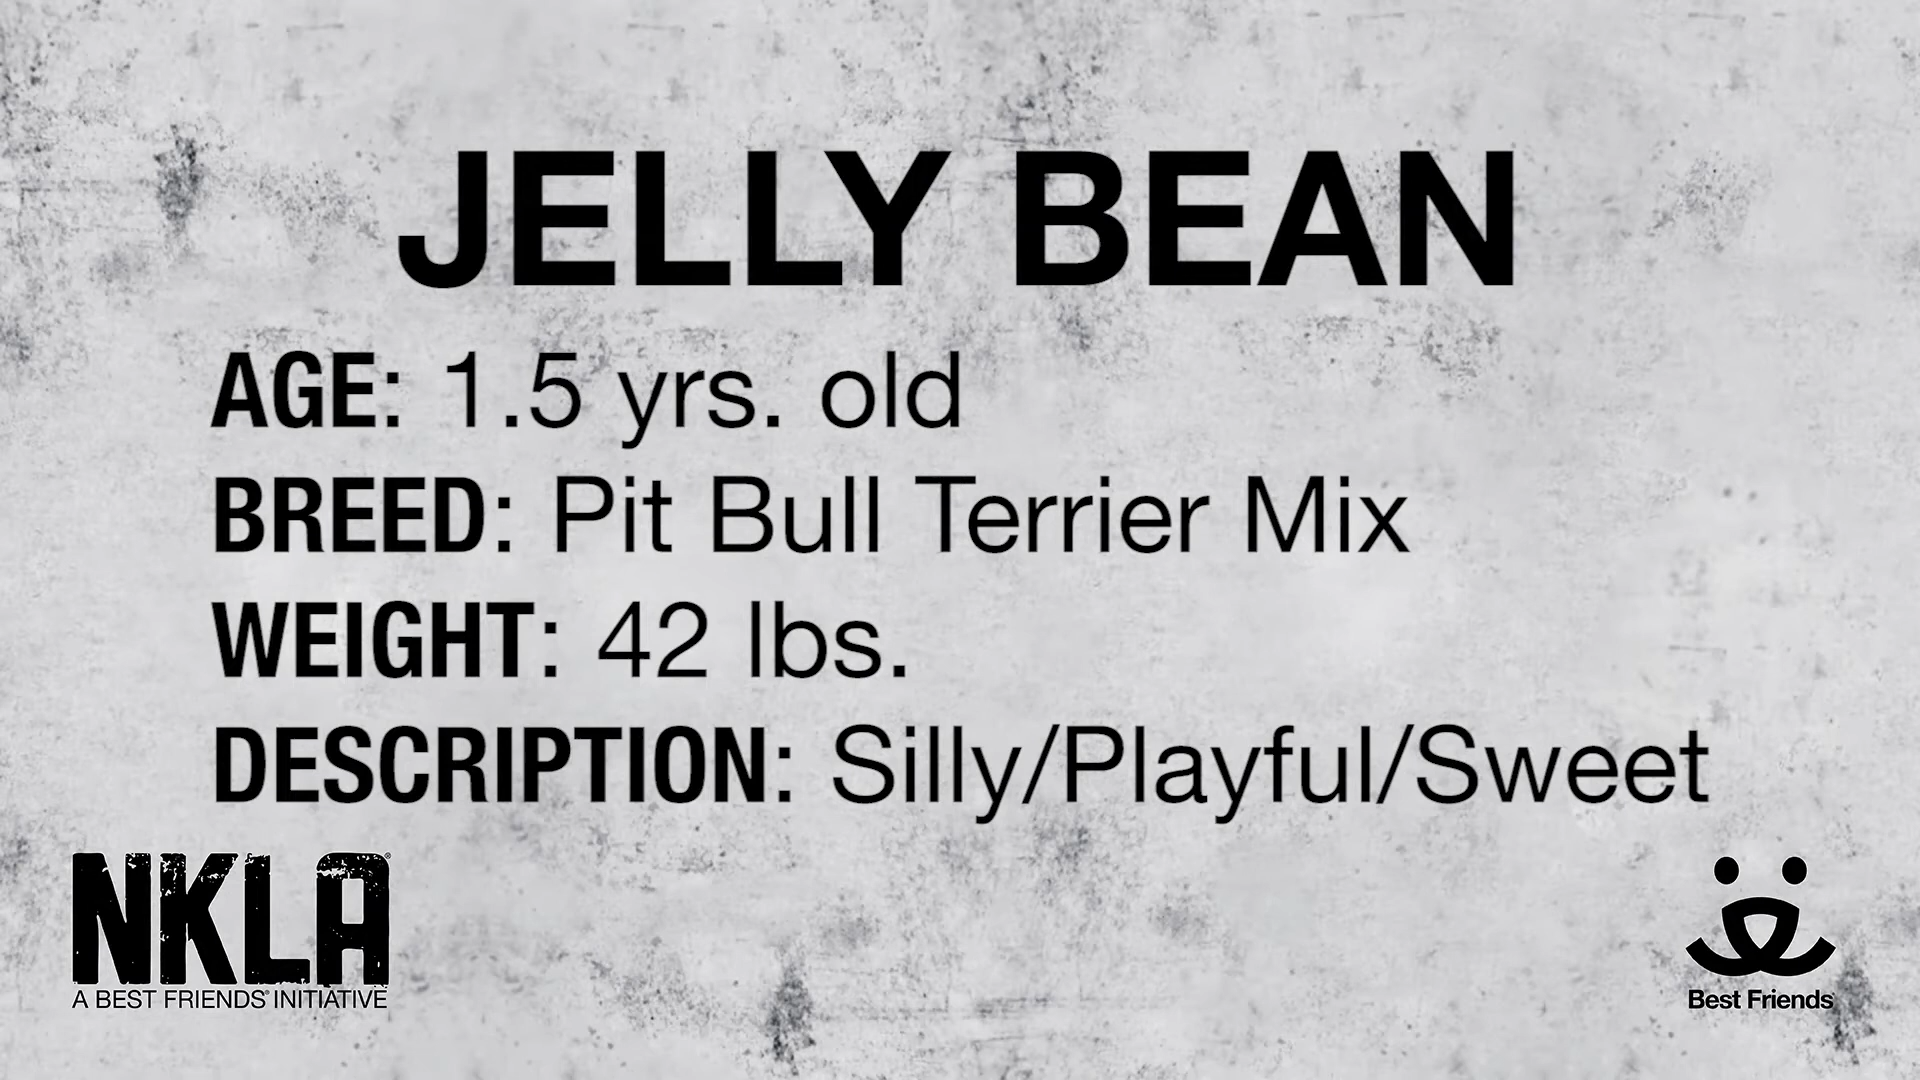 JELLY BEAN
AGE: 1.5 yrs. old
BREED: Pit Bull Terrier Mix
WEIGHT: 42 lbs.
DESCRIPTION: Silly/Playful/Sweet
NKLA®
A BEST FRIENDS® INITIATIVE
Best Friends